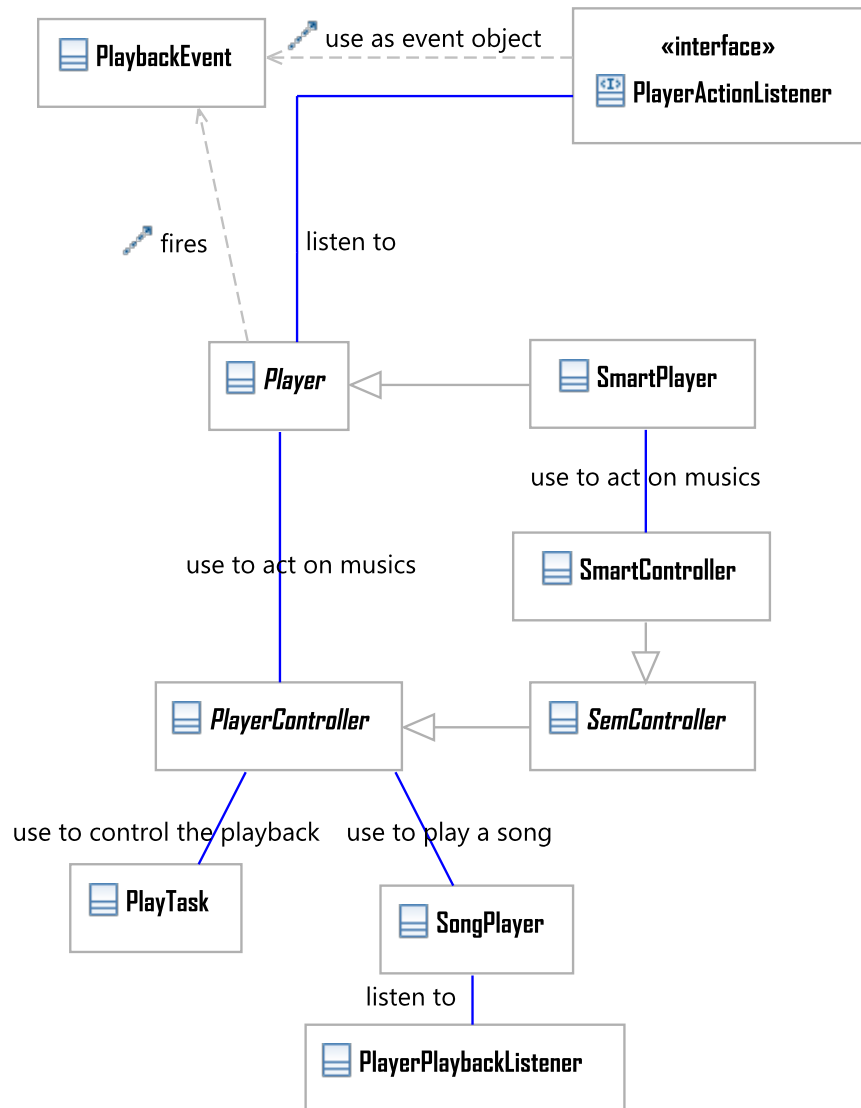 use as event object
«interface»
PlaybackEvent
PlayerActionListener
fires
listen to
Player
SmartPlayer
use to act on musics
use to act on musics
SmartController
PlayerController
SemController
use to control the playback
use to play a song
PlayTask
SongPlayer
listen to
PlayerPlaybackListener